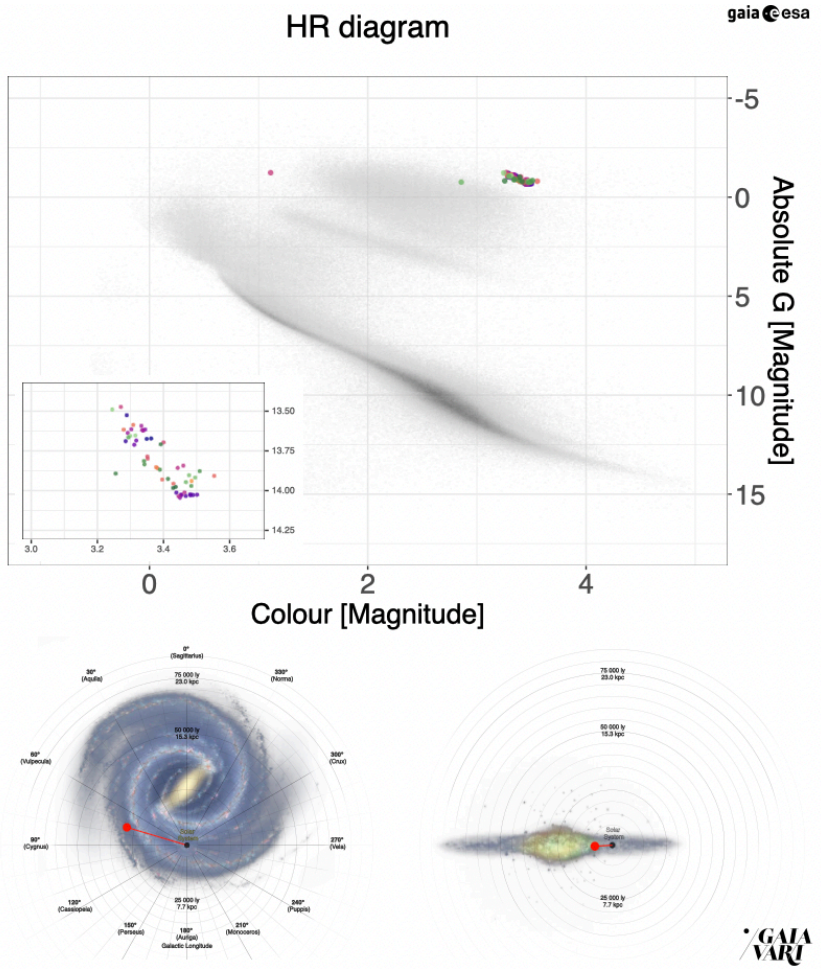 gaia esa
HR diagram
-5
0
5
10
15
Absolute G [Magnitude]
13.50
13.75
14.00
14.25
3.0 3.2 3.4 3.6
0 2 4
Colour [Magnitude]
0°
(Sagittarius)
30°
(Aquila)
330°
(Norma)
75 000 ly
23.0 kpc
50 000 ly
15.3 kpc
(Vulpecula)
300°
(Crux)
Solar
System
90°
(Cygnus)
270°
(Vela)
120°
(Cassiopeia)
240°
(Puppis)
25 000 ly
7.7 kpc
150°
(Perseus)
210°
(Monoceros)
180°
(Auriga)
Galactic Longitude
75 000 ly
23.0 kpc
50 000 ly
15.3 kpc
Solar
System
25 000 ly
7.7 kpc
GAIA
VARI